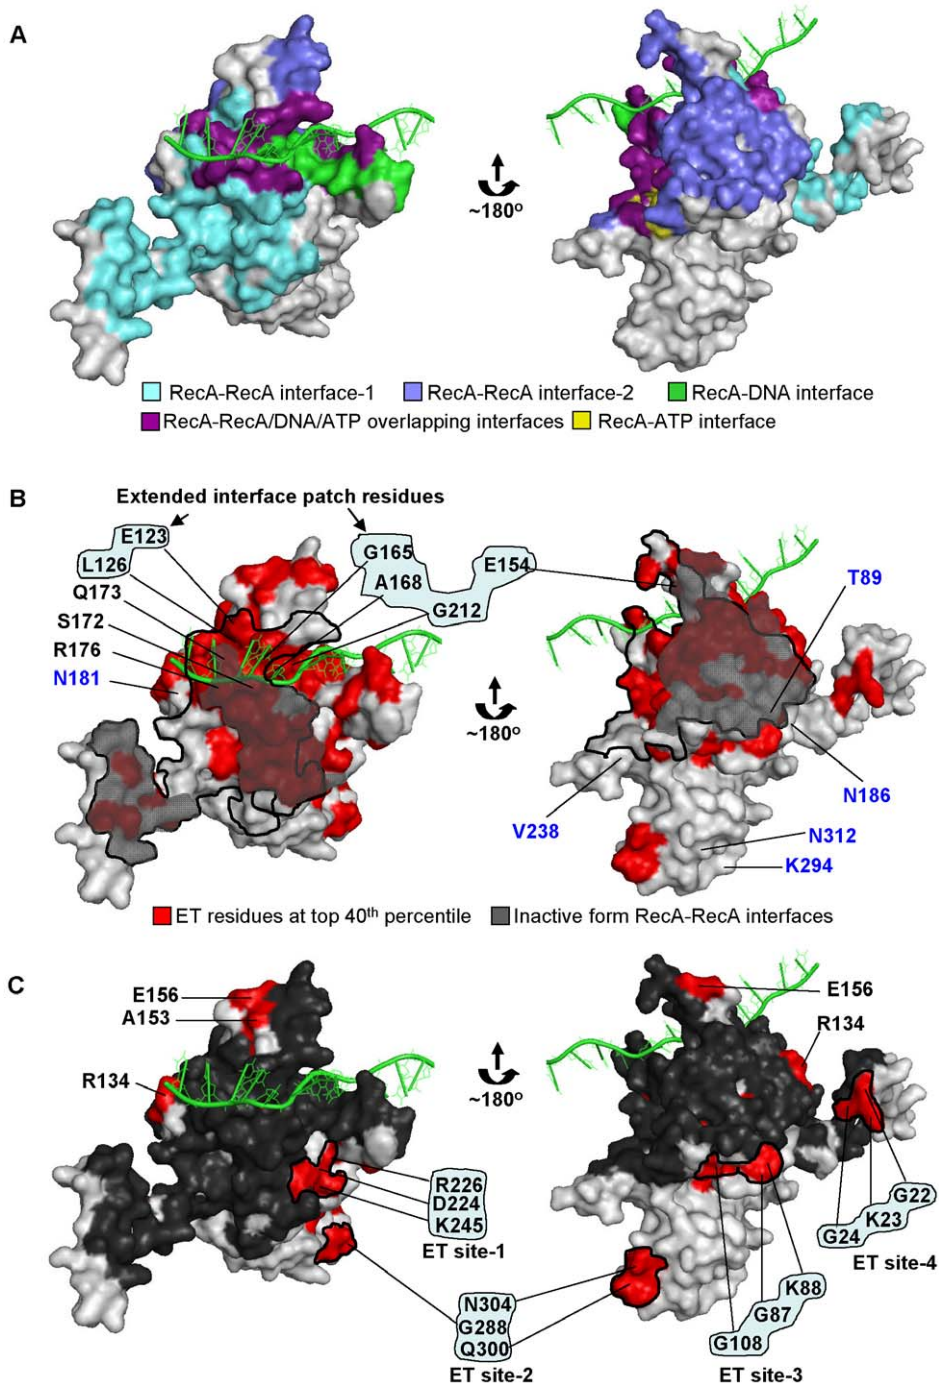 A
~180°
RecA-RecA interface-1
RecA-RecA interface-2
RecA-DNA interface
RecA-RecA/DNA/ATP overlapping interfaces
RecA-ATP interface
B
Extended interface patch residues
E123
L126
Q173
S172
R176
N181
G165
A168
G212
E154
T89
~180°
N186
V238
N312
K294
ET residues at top 40th percentile
Inactive form RecA-RecA interfaces
C
E156
A153
R134
~180°
E156
R134
R226
D224
K245
ET site-1
N304
G288
Q300
ET site-2
K88
G87
G108
ET site-3
G22
K23
G24
ET site-4